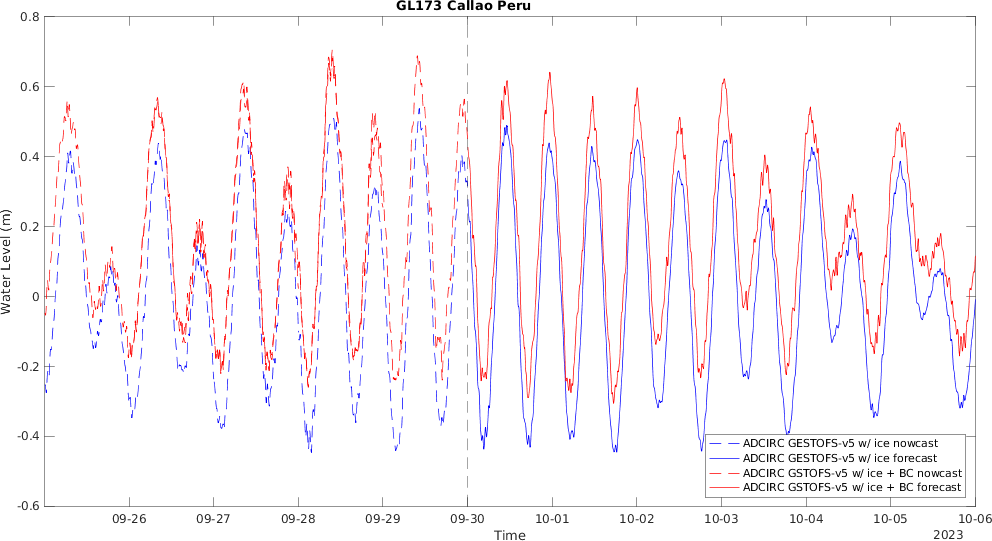 GL173 Callao Peru
0.8
0.6
0.4
0.2
0
-0.2
-0.4
-0.6
Water Level (m)
ADCIRC GESTOFS-v5 w/ ice nowcast
ADCIRC GESTOFS-v5 w/ ice forecast
ADCIRC GSTOFS-v5 w/ ice + BC nowcast
ADCIRC GSTOFS-v5 w/ ice + BC forecast
09-26 09-27 09-28 09-29 09-30 10-01 10-02 10-03 10-04 10-05 10-06
Time
2023